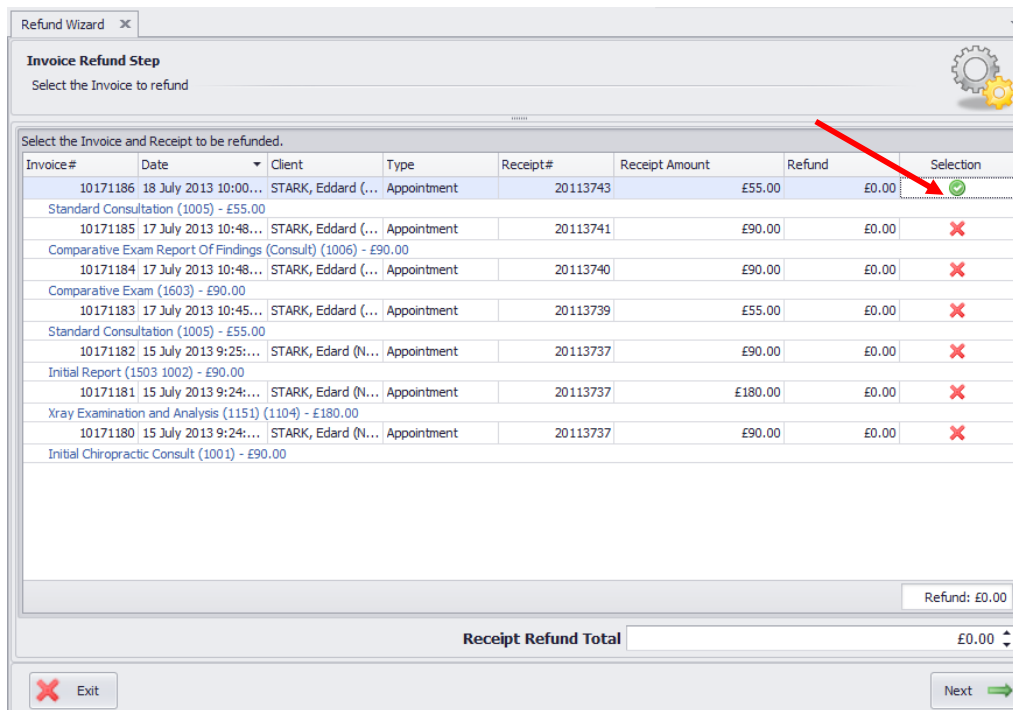 Refund Wizard
Invoice Refund Step
Select the Invoice to refund
Select the Invoice and Receipt to be refunded.
Invoice# Date Client Type Receipt# Receipt Amount Refund Selection
10171186 18 July 2013 10:00... STARK, Eddard (... Appointment 20113743 £55.00 £0.00
Standard Consultation (1005) - £55.00
10171185 17 July 2013 10:48... STARK, Eddard (... Appointment 20113741 £90.00 £0.00
Comparative Exam Report Of Findings (Consult) (1006) - £90.00
10171184 17 July 2013 10:48... STARK, Eddard (... Appointment 20113740 £90.00 £0.00
Comparative Exam (1603) - £90.00
10171183 17 July 2013 10:45... STARK, Eddard (... Appointment 20113739 £55.00 £0.00
Standard Consultation (1005) - £55.00
10171182 15 July 2013 9:25:... STARK, Edard (N... Appointment 20113737 £90.00 £0.00
Initial Report (1503 1002) - £90.00
10171181 15 July 2013 9:24:... STARK, Edard (N... Appointment 20113737 £180.00 £0.00
Xray Examination and Analysis (1151) (1104) - £180.00
10171180 15 July 2013 9:24:... STARK, Edard (N... Appointment 20113737 £90.00 £0.00
Initial Chiropractic Consult (1001) - £90.00
Refund: £0.00
Receipt Refund Total £0.00
Exit Next